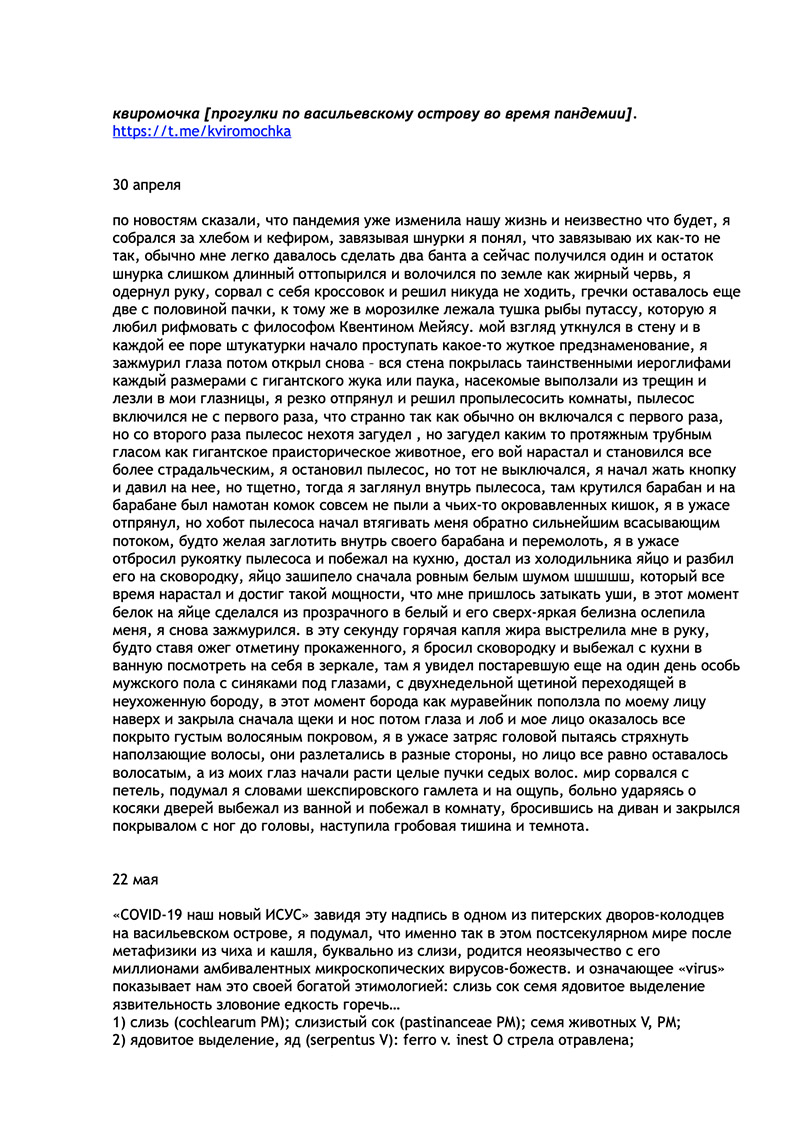 квиромочка [прогулки по васильевскому острову во время пандемии].
https://t.me/kviromochka
30 апреля
по новостям сказали, что пандемия уже изменила нашу жизнь и неизвестно что будет, я
собрался за хлебом и кефиром, завязывая шнурки я понял, что завязываю их как-то не
так, обычно мне легко давалось сделать два банта а сейчас получился один и остаток
шнурка слишком длинный оттопырился и волочился по земле как жирный червь, я
одернул руку, сорвал с себя кроссовок и решил никуда не ходить, гречки оставалось еще
две с половиной пачки, к тому же в морозилке лежала тушка рыбы путассу, которую я
любил рифмовать с философом Квентином Мейясу. мой взгляд уткнулся в стену и в
каждой ее поре штукатурки начало проступать какое-то жуткое предзнаменование, я
зажмурил глаза потом открыл снова – вся стена покрылась таинственными иероглифами
каждый размерами с гигантского жука или паука, насекомые выползали из трещин и
лезли в мои глазницы, я резко отпрянул и решил пропылесосить комнаты, пылесос
включился не с первого раза, что странно так как обычно он включался с первого раза,
но со второго раза пылесос нехотя загудел , но загудел каким то протяжным трубным
гласом как гигантское праисторическое животное, его вой нарастал и становился все
более страдальческим, я остановил пылесос, но тот не выключался, я начал жать кнопку
и давил на нее, но тщетно, тогда я заглянул внутрь пылесоса, там крутился барабан и на
барабане был намотан комок совсем не пыли а чьих-то окровавленных кишок, я в ужасе
отпрянул, но хобот пылесоса начал втягивать меня обратно сильнейшим всасывающим
потоком, будто желая заглотить внутрь своего барабана и перемолоть, я в ужасе
отбросил рукоятку пылесоса и побежал на кухню, достал из холодильника яйцо и разбил
его на сковородку, яйцо зашипело сначала ровным белым шумом шшшшш, который все
время нарастал и достиг такой мощности, что мне пришлось затыкать уши, в этот момент
белок на яйце сделался из прозрачного в белый и его сверх-яркая белизна ослепила
меня, я снова зажмурился. в эту секунду горячая капля жира выстрелила мне в руку,
будто ставя ожег отметину прокаженного, я бросил сковородку и выбежал с кухни в
ванную посмотреть на себя в зеркале, там я увидел постаревшую еще на один день особь
мужского пола с синяками под глазами, с двухнедельной щетиной переходящей в
неухоженную бороду, в этот момент борода как муравейник поползла по моему лицу
наверх и закрыла сначала щеки и нос потом глаза и лоб и мое лицо оказалось все
покрыто густым волосяным покровом, я в ужасе затряс головой пытаясь стряхнуть
наползающие волосы, они разлетались в разные стороны, но лицо все равно оставалось
волосатым, а из моих глаз начали расти целые пучки седых волос. мир сорвался с
петель, подумал я словами шекспировского гамлета и на ощупь, больно ударяясь о
косяки дверей выбежал из ванной и побежал в комнату, бросившись на диван и закрылся
покрывалом с ног до головы, наступила гробовая тишина и темнота.
22 мая
«COVID-19 наш новый ИСУС» завидя эту надпись в одном из питерских дворов-колодцев
на васильевском острове, я подумал, что именно так в этом постсекулярном мире после
метафизики из чиха и кашля, буквально из слизи, родится неоязычество с его
миллионами амбивалентных микроскопических вирусов-божеств. и означающее «virus»
показывает нам это своей богатой этимологией: слизь сок семя ядовитое выделение
язвительность зловоние едкость горечь…
1) слизь (cochlearum PM); слизистый сок (pastinanceae PM); семя животных V, PM;
2) ядовитое выделение, яд (serpentus V): ferro v. inest O стрела отравлена;